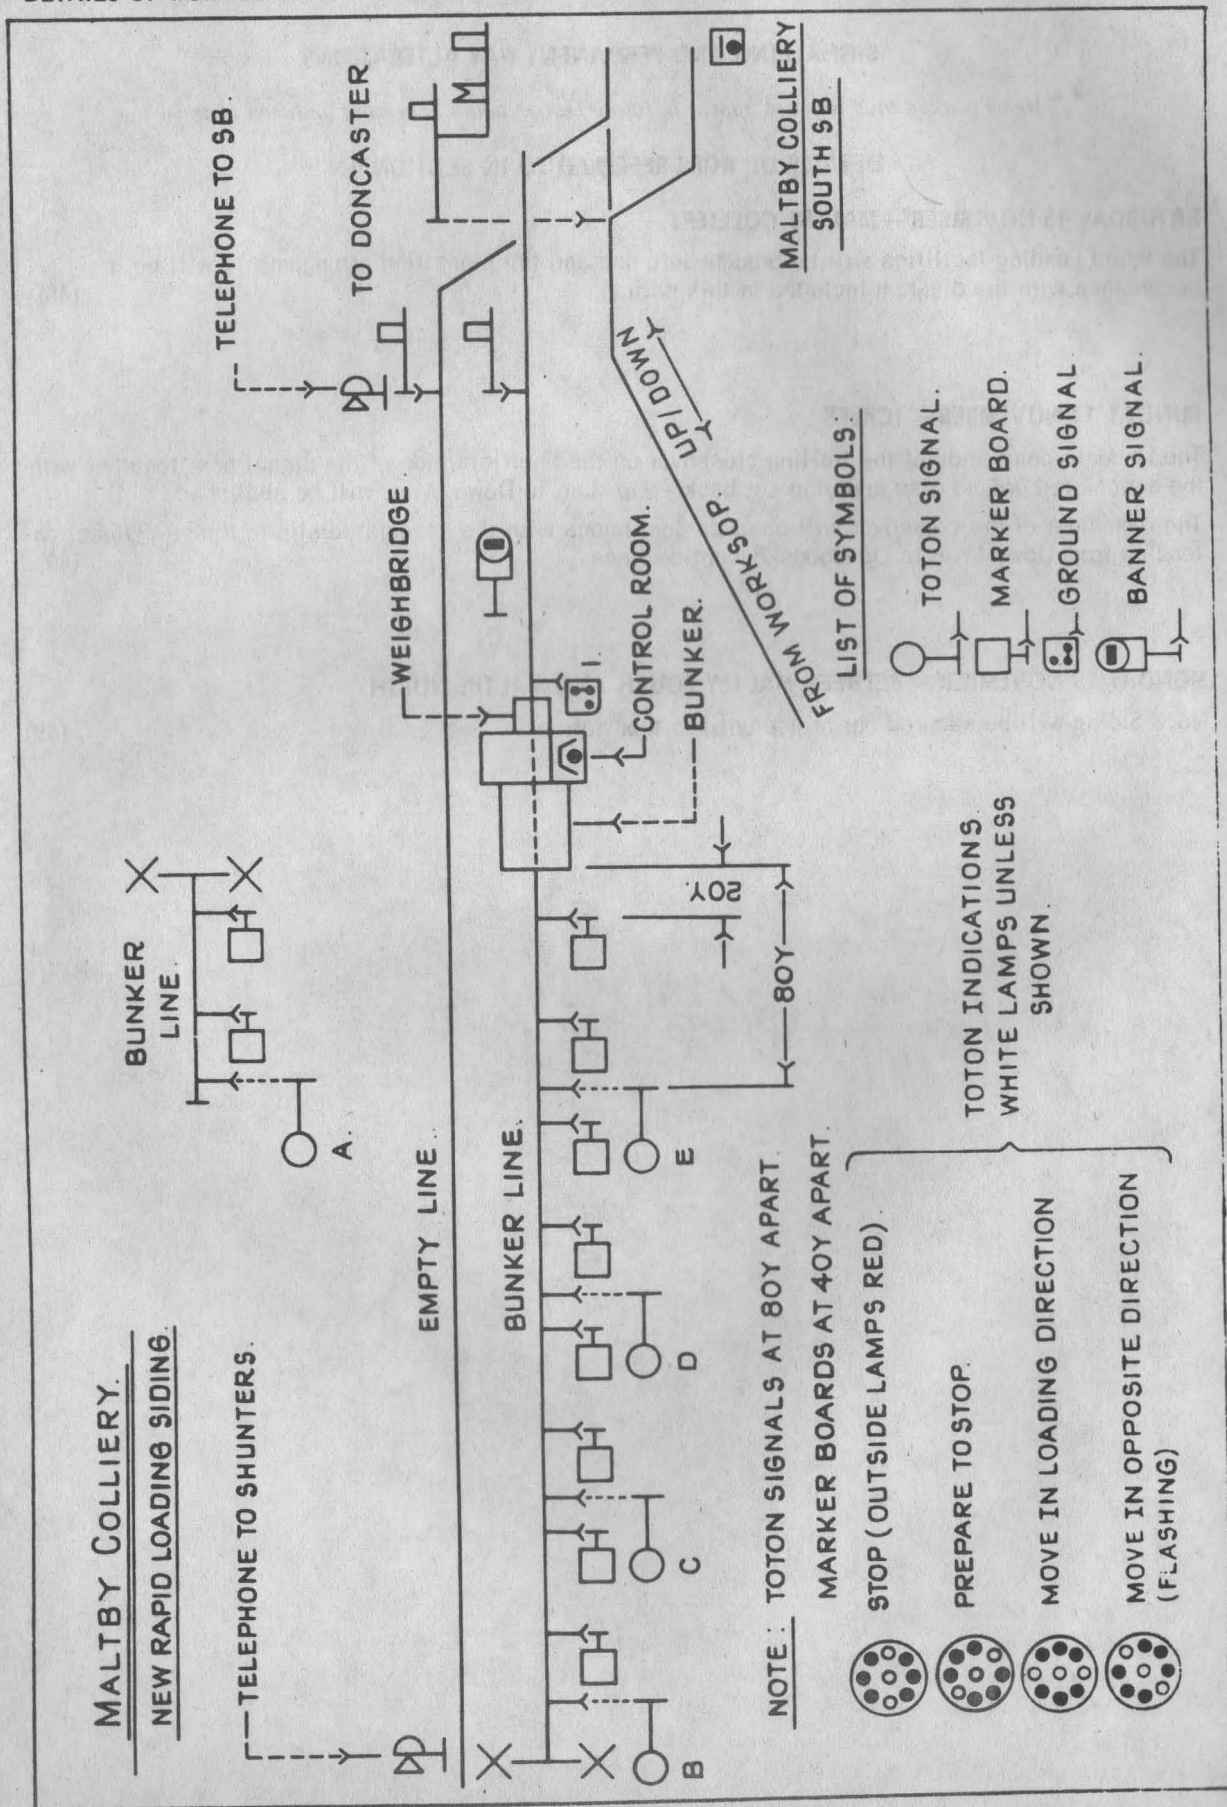 MALTBY COLLIERY.
NEW RAPID LOADING SIDING.
TELEPHONE TO SHUNTERS.
BUNKER
LINE.
A.
TELEPHONE TO SB.
TO DONCASTER.
M
WEIGHBRIDGE
EMPTY LINE.
BUNKER LINE.
B
C
D
E
1
CONTROL ROOM.
BUNKER.
20Y
80Y
FROM WORKSOP
UP/DOWN
MALTBY COLLIERY
SOUTH SB.
LIST OF SYMBOLS.
TOTON SIGNAL.
MARKER BOARD.
GROUND SIGNAL
BANNER SIGNAL.
NOTE : TOTON SIGNALS AT 80Y APART.
MARKER BOARDS AT 40Y APART.
STOP (OUTSIDE LAMPS RED)
PREPARE TO STOP.
MOVE IN LOADING DIRECTION
MOVE IN OPPOSITE DIRECTION
(FLASHING)
TOTON INDICATIONS.
WHITE LAMPS UNLESS
SHOWN.